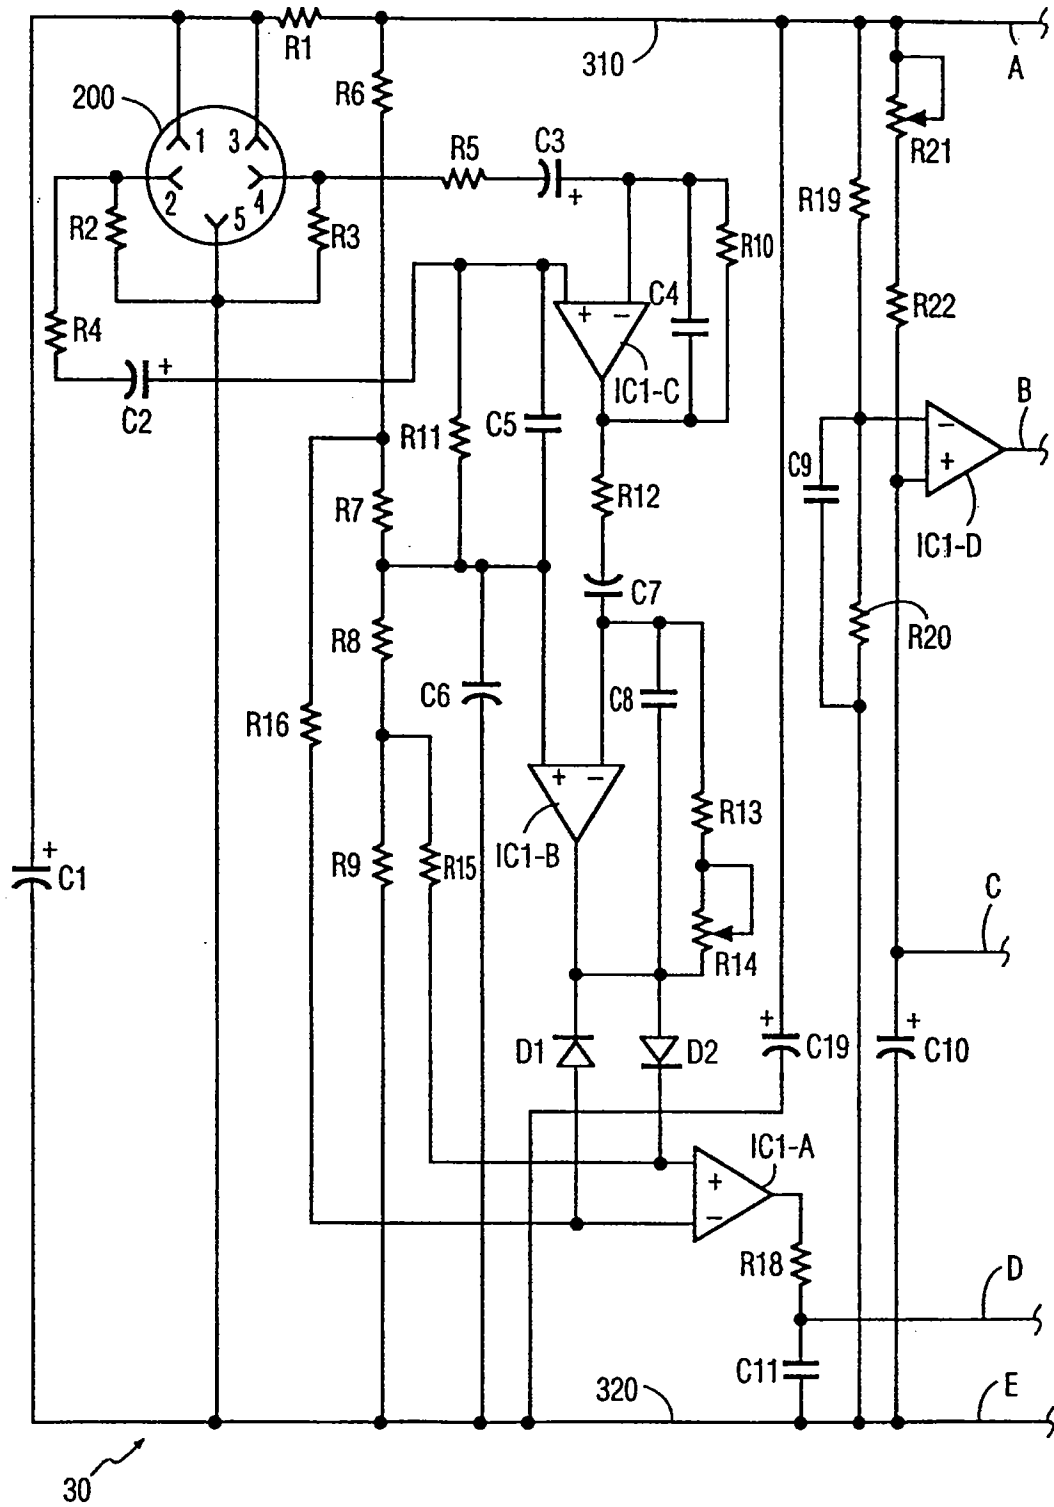 R1
310
A
200
R6
1
3
R5
C3
+
R21
2
4
5
R2
R3
R19
R10
R4
+
C2
+ −
C4
IC1-C
R22
B
R11
C5
R12
C9
−
+
IC1-D
R7
C7
R8
C6
C8
R20
R16
+ −
R13
IC1-B
+
C1
R9
R15
R14
C
D1
D2
+
C19
+
C10
IC1-A
+
−
R18
D
C11
320
E
30